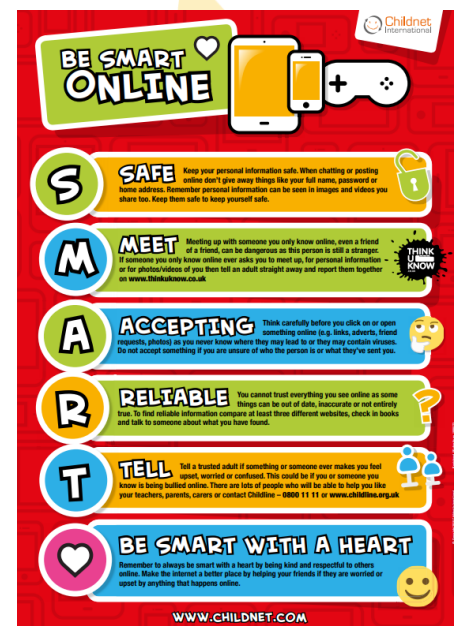 Childnet
International
BE SMART
ONLINE
S
SAFE Keep your personal information safe. When chatting or posting
online don't give away things like your full name, password or
home address. Remember personal information can be seen in images and videos you
share too. Keep them safe to keep yourself safe.
M
MEET Meeting up with someone you only know online, even a friend
of a friend, can be dangerous as this person is still a stranger.
If someone you only know online ever asks you to meet up, for personal information
or for photos/videos of you then tell an adult straight away and report them together
on www.thinkuknow.co.uk
THINK
U
KNOW
A
ACCEPTING Think carefully before you click on or open
something online (e.g. links, adverts, friend
requests, photos) as you never know where they may lead to or they may contain viruses.
Do not accept something if you are unsure of who the person is or what they've sent you.
R
RELIABLE You cannot trust everything you see online as some
things can be out of date, inaccurate or not entirely
true. To find reliable information compare at least three different websites, check in books
and talk to someone about what you have found.
?
T
TELL Tell a trusted adult if something or someone ever makes you feel
upset, worried or confused. This could be if you or someone you
know is being bullied online. There are lots of people who will be able to help you like
your teachers, parents, carers or contact Childline – 0800 11 11 or www.childline.org.uk
BE SMART WITH A HEART
Remember to always be smart with a heart by being kind and respectful to others
online. Make the internet a better place by helping your friends if they are worried or
upset by anything that happens online.
WWW.CHILDNET.COM